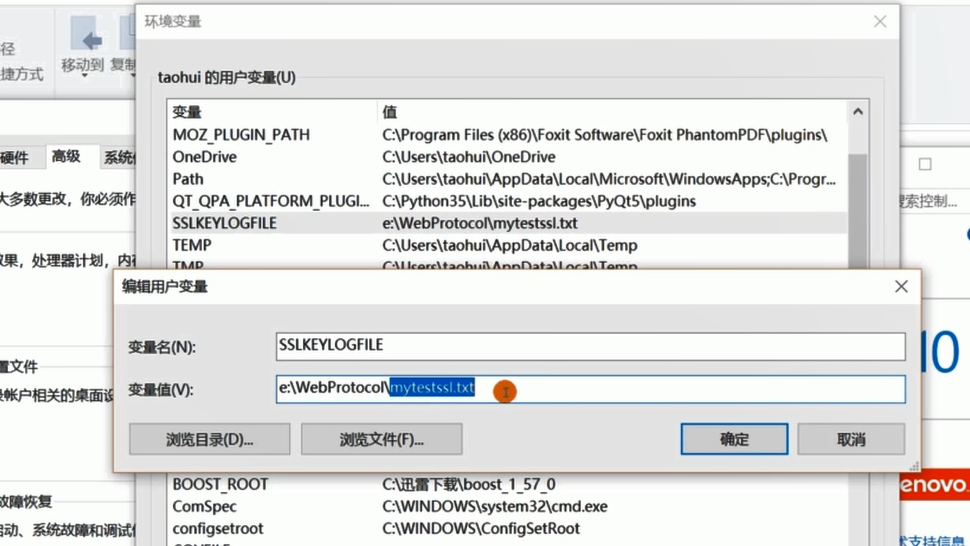 环境变量
径
捷方式
移动到
复制
taohui 的用户变量(U)
变量 值
MOZ_PLUGIN_PATH C:\Program Files (x86)\Foxit Software\Foxit PhantomPDF\plugins\
OneDrive C:\Users\taohui\OneDrive
Path C:\Users\taohui\AppData\Local\Microsoft\WindowsApps;C:\Progr...
QT_QPA_PLATFORM_PLUGI... C:\Python35\Lib\site-packages\PyQt5\plugins
SSLKEYLOGFILE e:\WebProtocol\mytestssl.txt
TEMP C:\Users\taohui\AppData\Local\Temp
TMP C:\Users\taohui\AppData\Local\Temp
硬件 高级 系统
大多数更改，你必须作
效果，处理器计划，内存
置文件
录帐户相关的桌面设
故障恢复
启动、系统故障和调试信
搜索控制...
10
编辑用户变量
变量名(N): SSLKEYLOGFILE
变量值(V): e:\WebProtocol\mytestssl.txt
浏览目录(D)... 浏览文件(F)... 确定 取消
BOOST_ROOT C:\迅雷下载\boost_1_57_0
ComSpec C:\WINDOWS\system32\cmd.exe
configsetroot C:\WINDOWS\ConfigSetRoot
enovo
支持信息